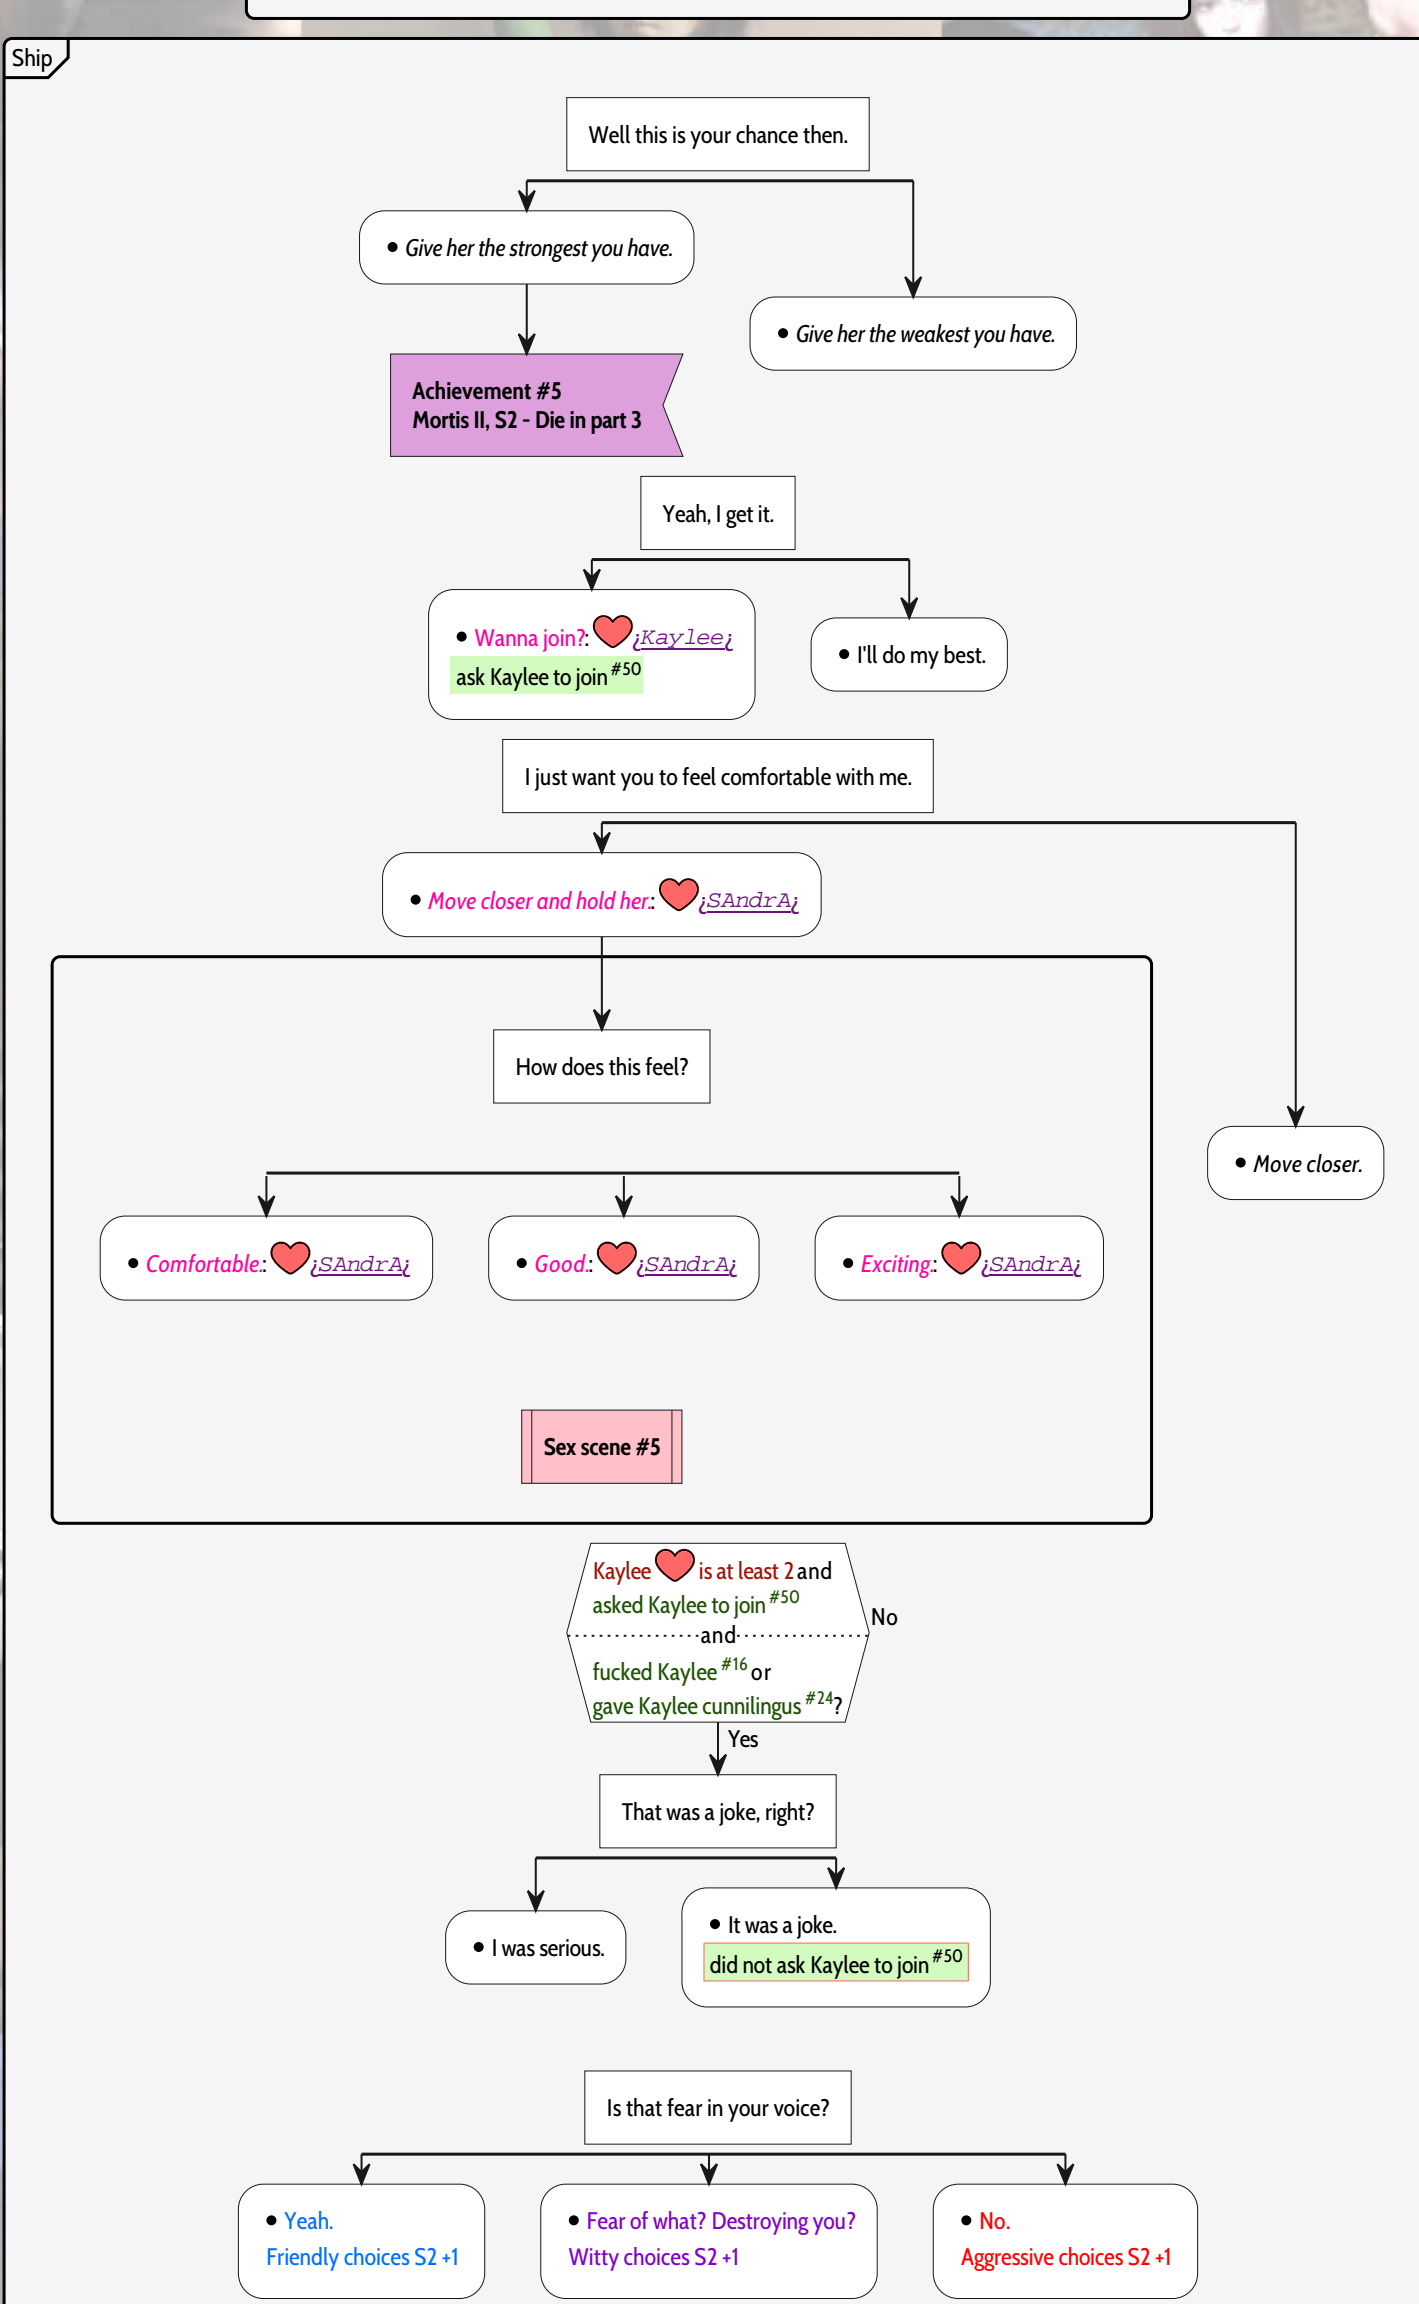 Ship
Well this is your chance then.
• Give her the strongest you have.
• Give her the weakest you have.
Achievement #5
Mortis II, S2 - Die in part 3
Yeah, I get it.
• Wanna join?: ¿Kaylee¿
ask Kaylee to join #50
• I'll do my best.
I just want you to feel comfortable with me.
• Move closer and hold her.: ¿SAndrA¿
How does this feel?
• Move closer.
• Comfortable.: ¿SAndrA¿
• Good.: ¿SAndrA¿
• Exciting.: ¿SAndrA¿
Sex scene #5
Kaylee is at least 2 and
asked Kaylee to join #50
No
and
fucked Kaylee #16 or
gave Kaylee cunnilingus #24?
Yes
That was a joke, right?
• I was serious.
• It was a joke.
did not ask Kaylee to join #50
Is that fear in your voice?
• Yeah.
Friendly choices S2 +1
• Fear of what? Destroying you?
Witty choices S2 +1
• No.
Aggressive choices S2 +1